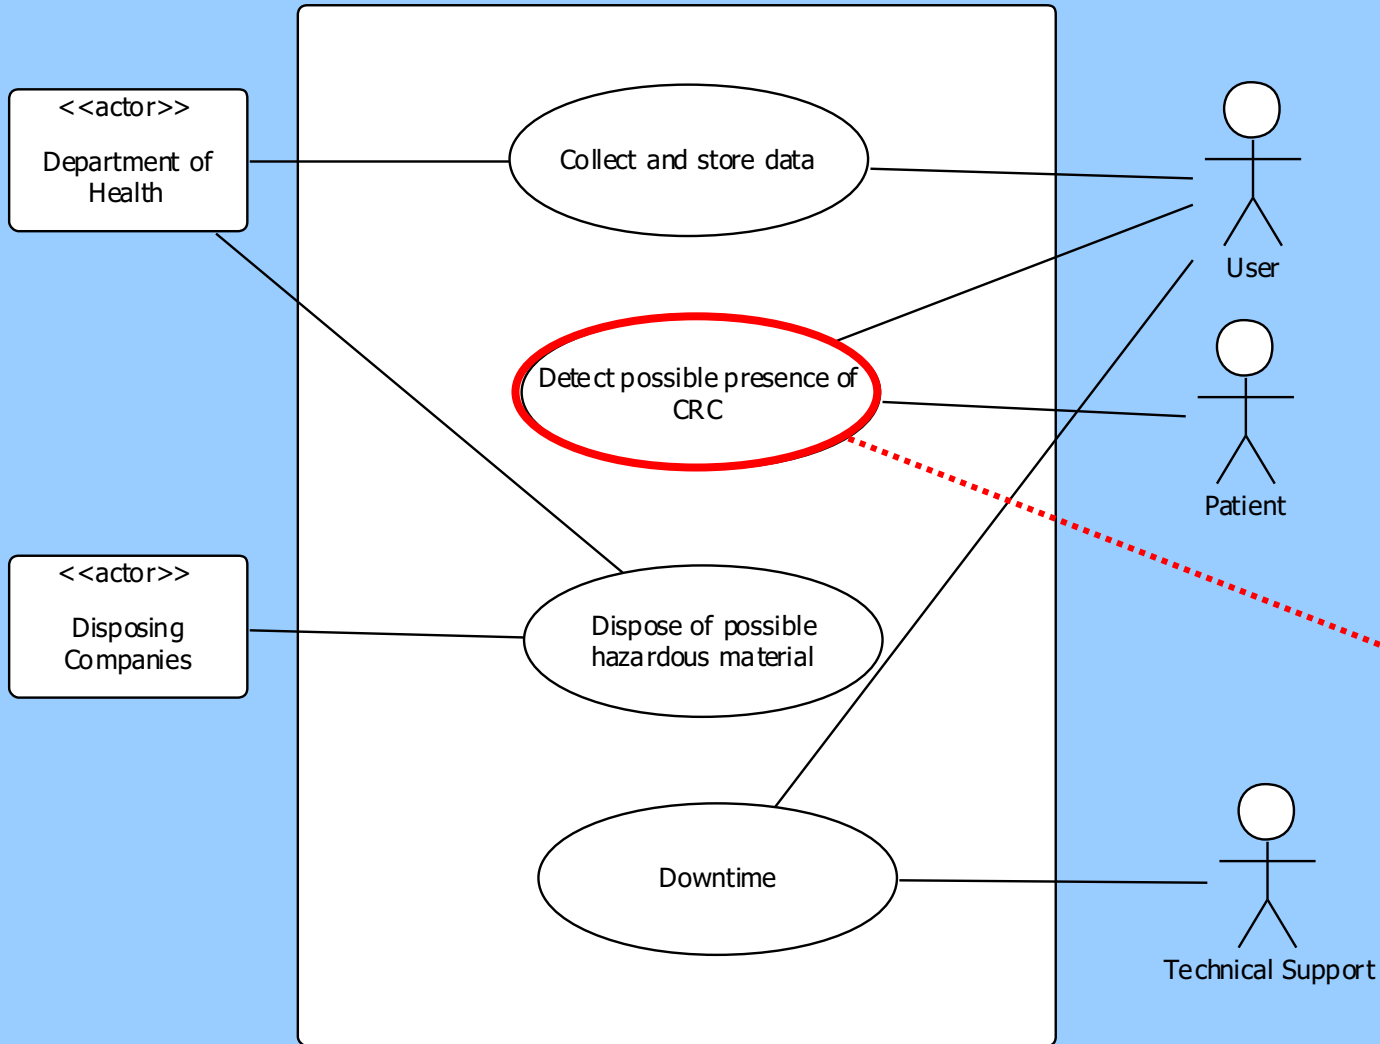 <<actor>>
Department of
Health
Collect and store data
User
Detect possible presence of
CRC
Patient
<<actor>>
Disposing
Companies
Dispose of possible
hazardous material
Downtime
Technical Support